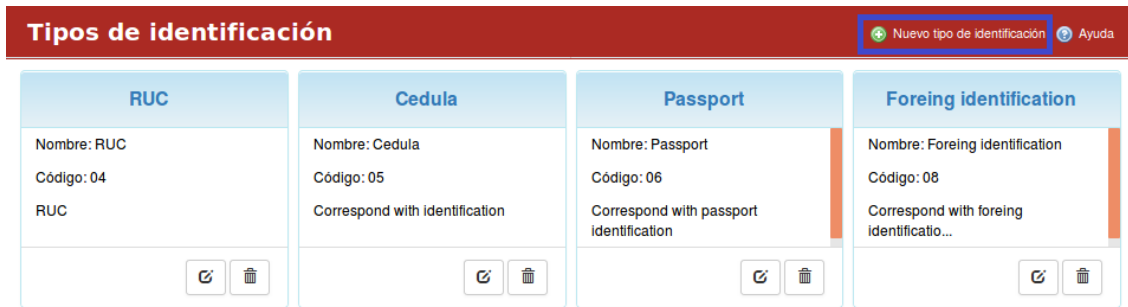 Tipos de identificación
Nuevo tipo de identificación Ayuda
RUC
Nombre: RUC
Código: 04
RUC
Cedula
Nombre: Cedula
Código: 05
Correspond with identification
Passport
Nombre: Passport
Código: 06
Correspond with passport
identification
Foreing identification
Nombre: Foreing identification
Código: 08
Correspond with foreing
identificatio...